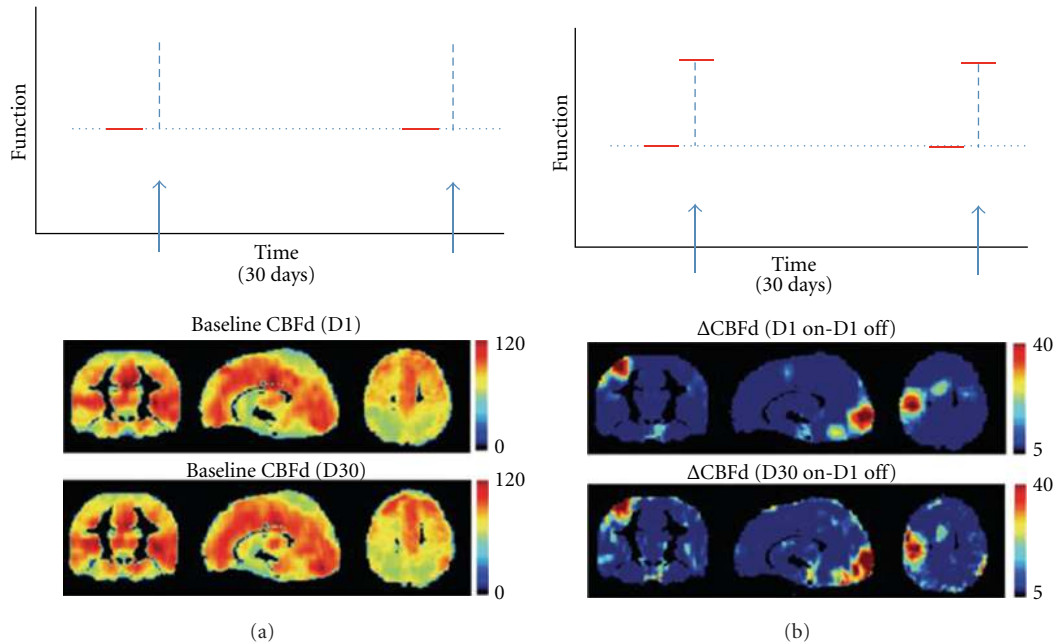 Function
Time
(30 days)
Baseline CBFd (D1)
120
0
Baseline CBFd (D30)
120
0
(a)
Function
Time
(30 days)
ΔCBFd (D1 on-D1 off)
40
5
ΔCBFd (D30 on-D1 off)
40
5
(b)